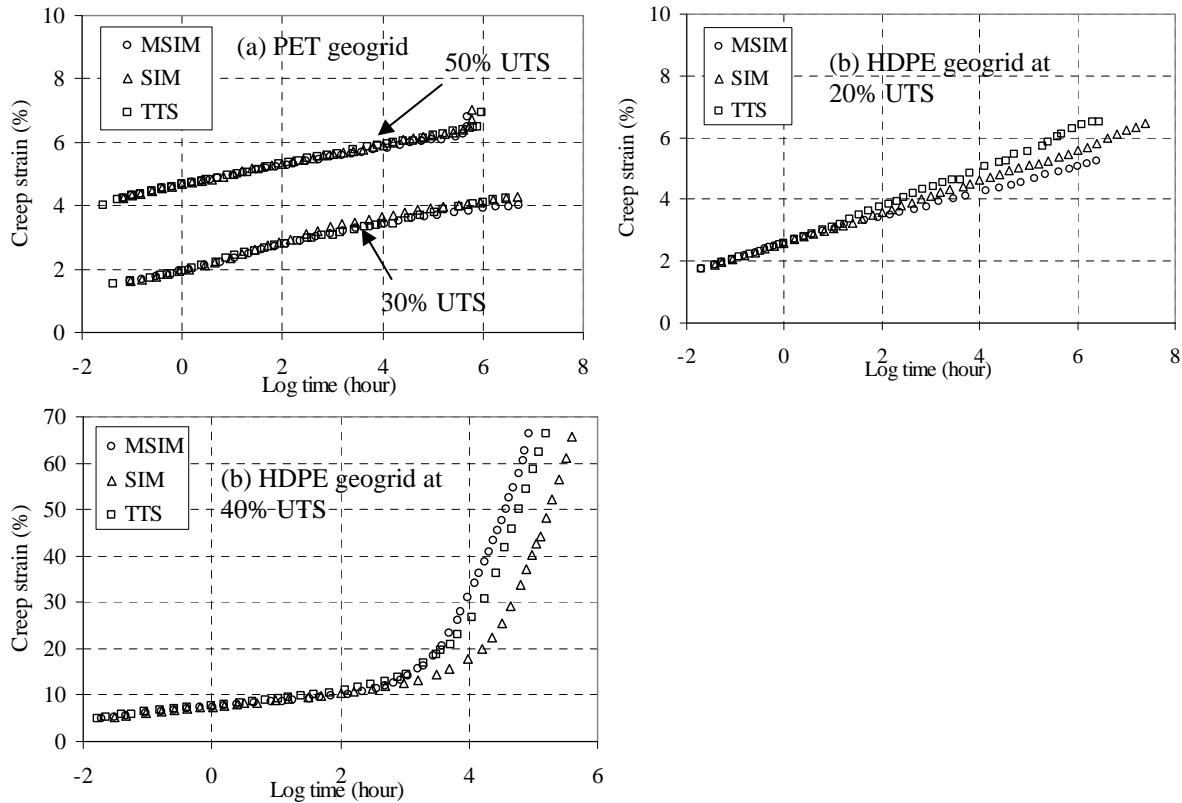 10
8
6
4
2
0
Creep strain (%)
MSIM
SIM
TTS
(a) PET geogrid
50% UTS
30% UTS
-2 0 2 4 6 8
Log time (hour)
10
8
6
4
2
0
Creep strain (%)
MSIM
SIM
TTS
(b) HDPE geogrid at
20% UTS
-2 0 2 4 6 8
Log time (hour)
70
60
50
40
30
20
10
0
Creep strain (%)
MSIM
SIM
TTS
(b) HDPE geogrid at
40% UTS
-2 0 2 4 6
Log time (hour)